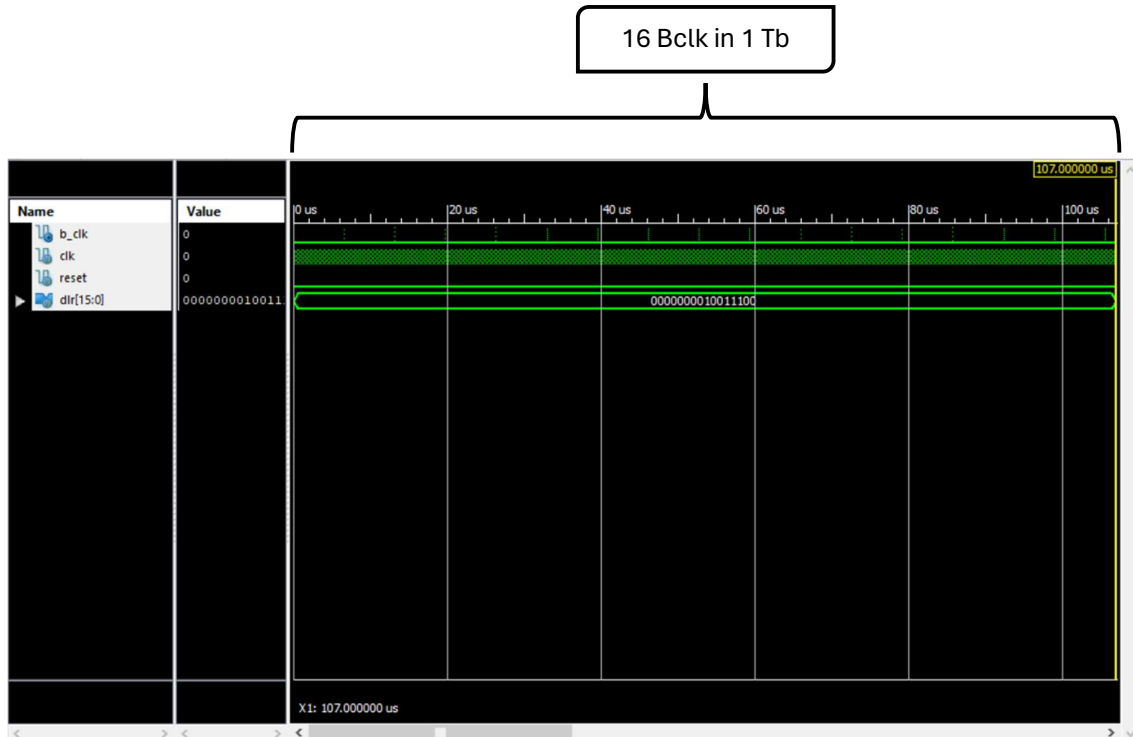 16 Bclk in 1 Tb
107.000000 us
Name Value 0 us 20 us 40 us 60 us 80 us 100 us
b_clk 0
clk 0
reset 0
dlr[15:0] 0000000010011. 0000000010011100
X1: 107.000000 us